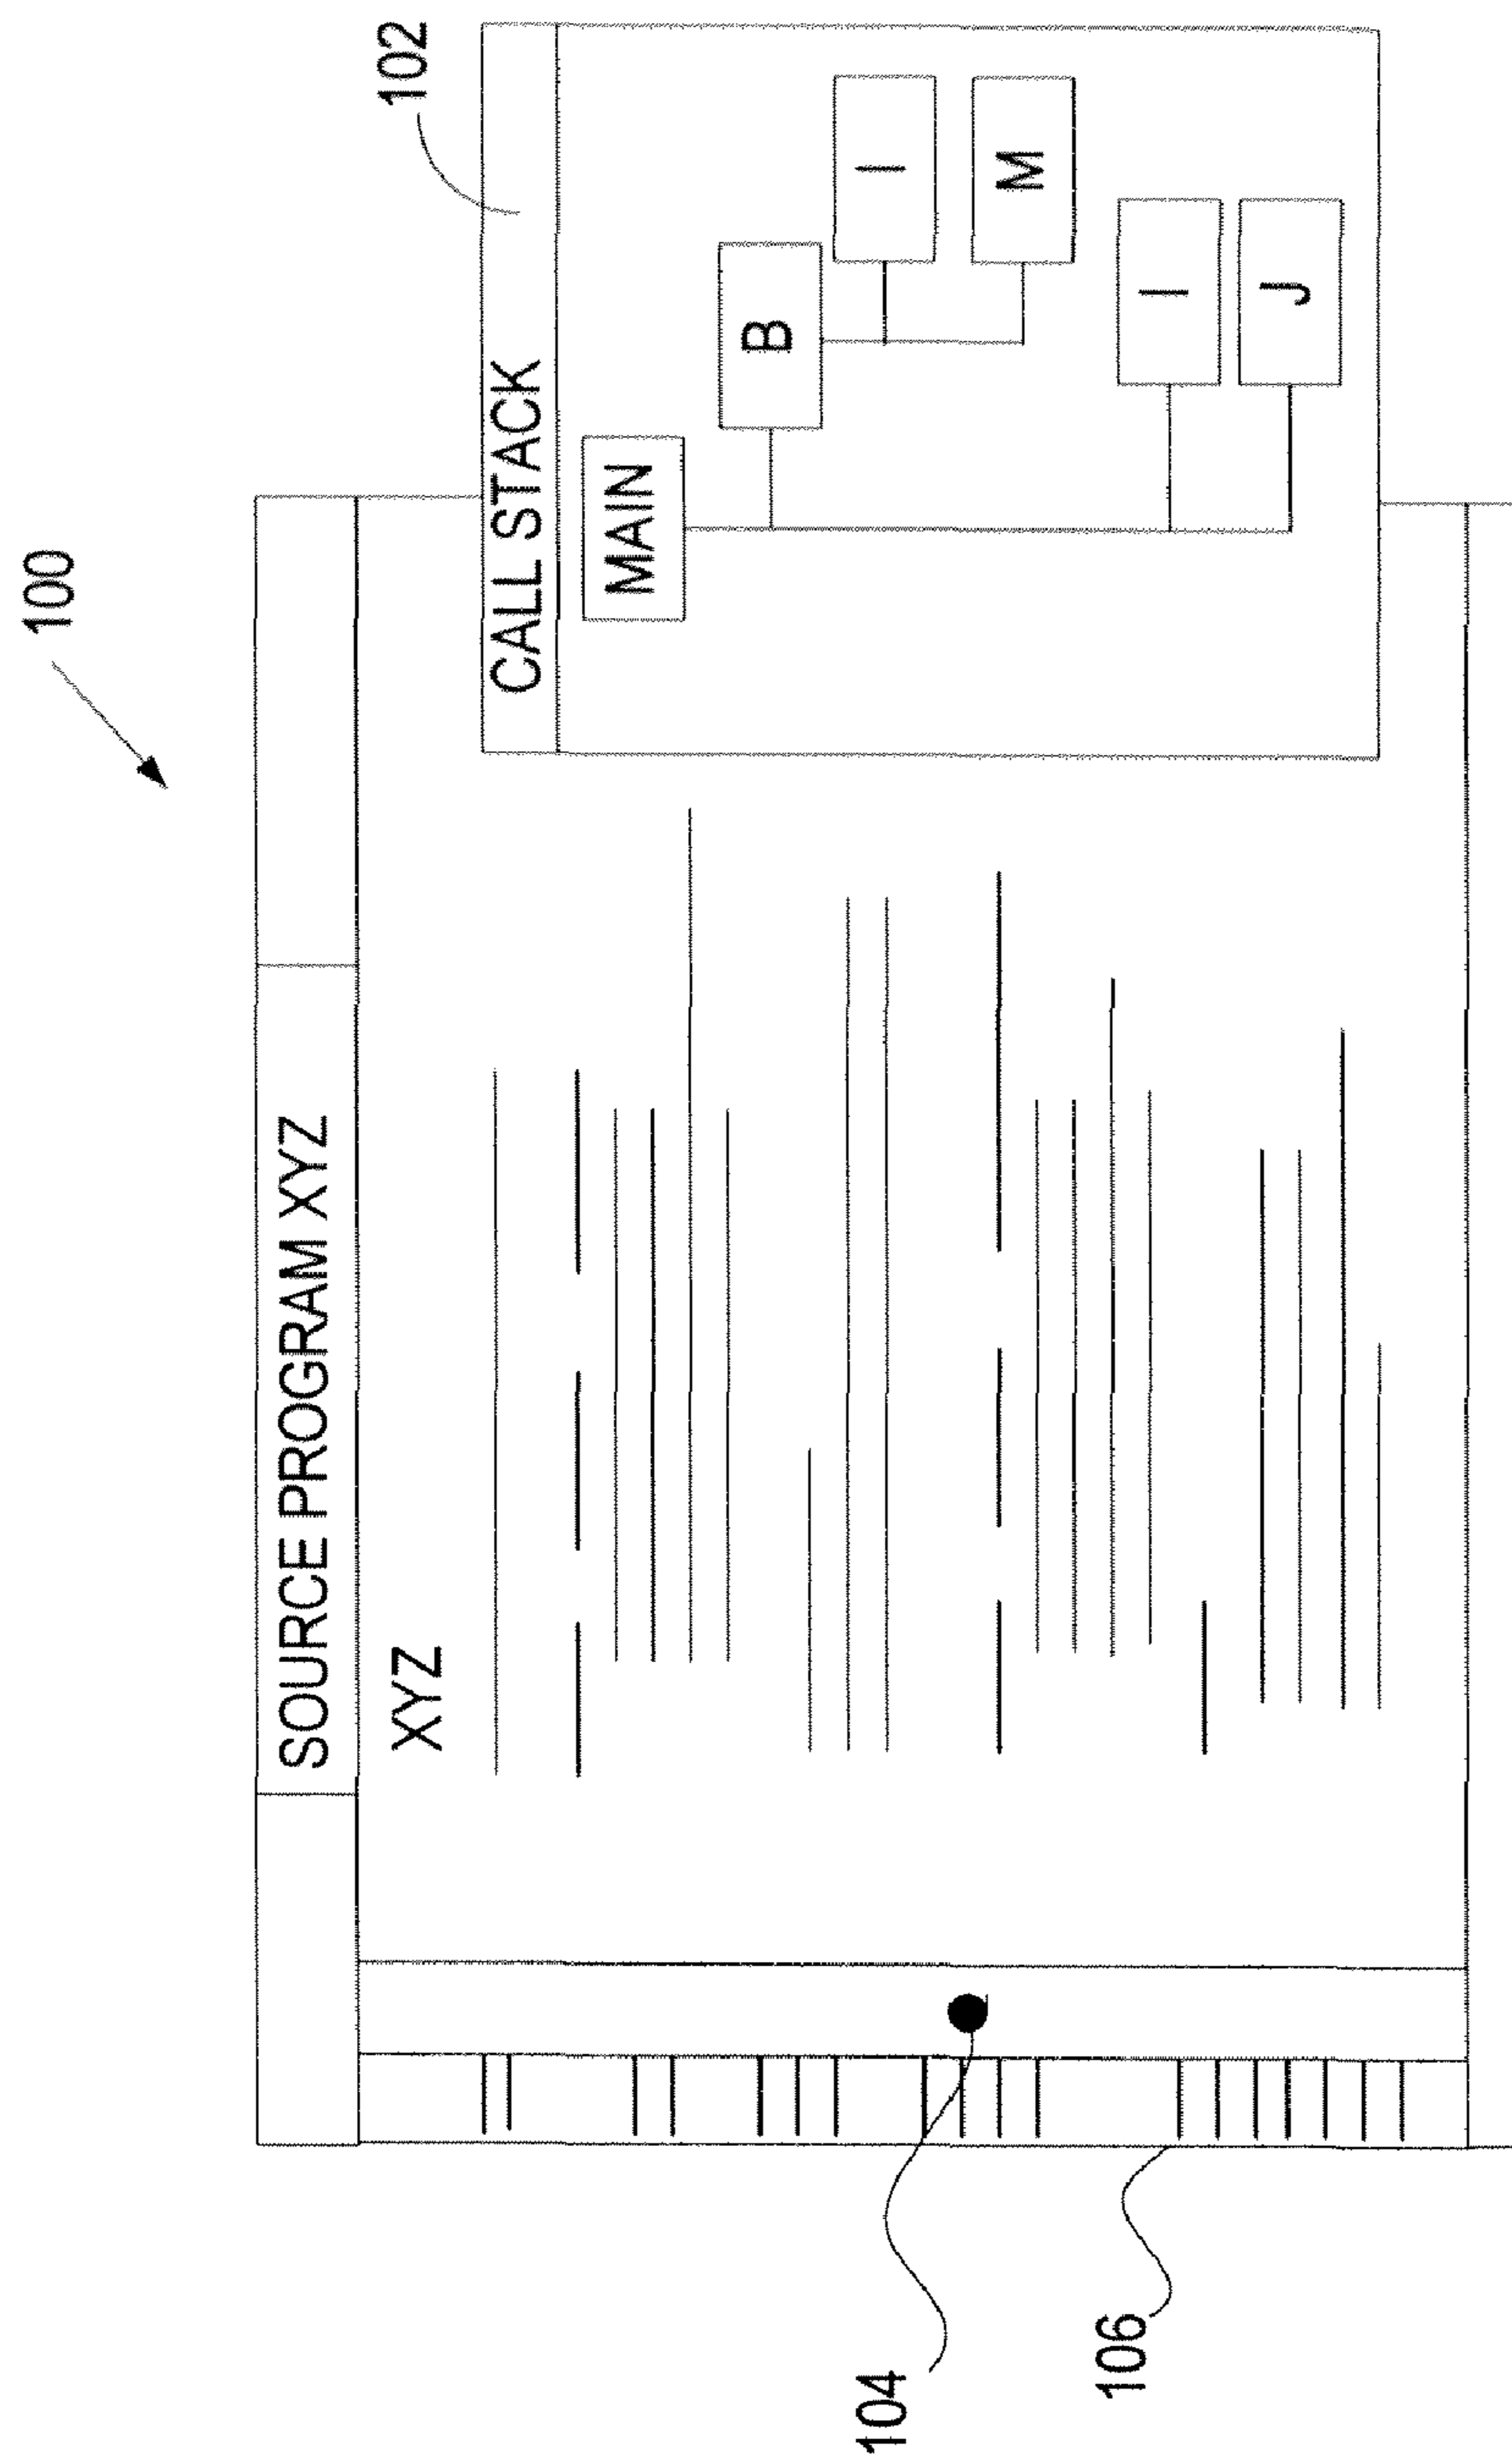 100
SOURCE PROGRAM XYZ
XYZ
102
CALL STACK
MAIN
B
I
M
I
J
104
106